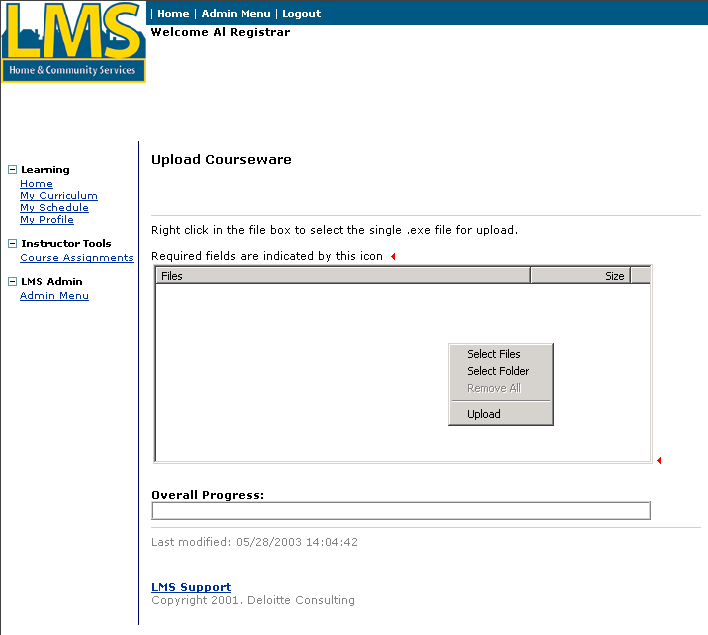 LMS
Home & Community Services
| Home | Admin Menu | Logout
Welcome Al Registrar
Learning
Home
My Curriculum
My Schedule
My Profile
Instructor Tools
Course Assignments
LMS Admin
Admin Menu
Upload Courseware
Right click in the file box to select the single .exe file for upload.
Required fields are indicated by this icon
Files Size
Select Files
Select Folder
Remove All
Upload
Overall Progress:
Last modified: 05/28/2003 14:04:42
LMS Support
Copyright 2001. Deloitte Consulting